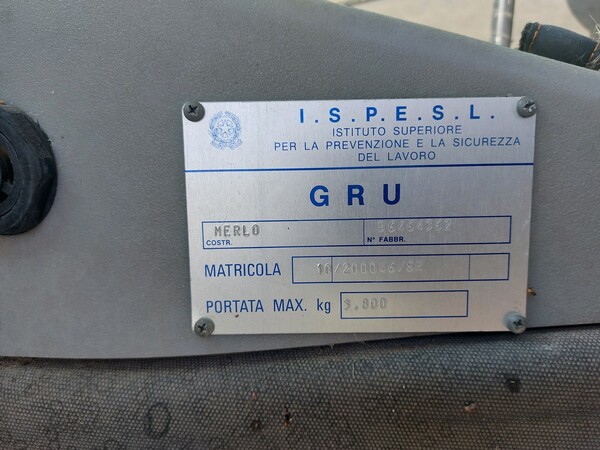 I.S.P.E.S.L.
ISTITUTO SUPERIORE
PER LA PREVENZIONE E LA SICUREZZA
DEL LAVORO
GRU
MERLO
COSTR. N° FABBR.
MATRICOLA
PORTATA MAX. kg 3.800